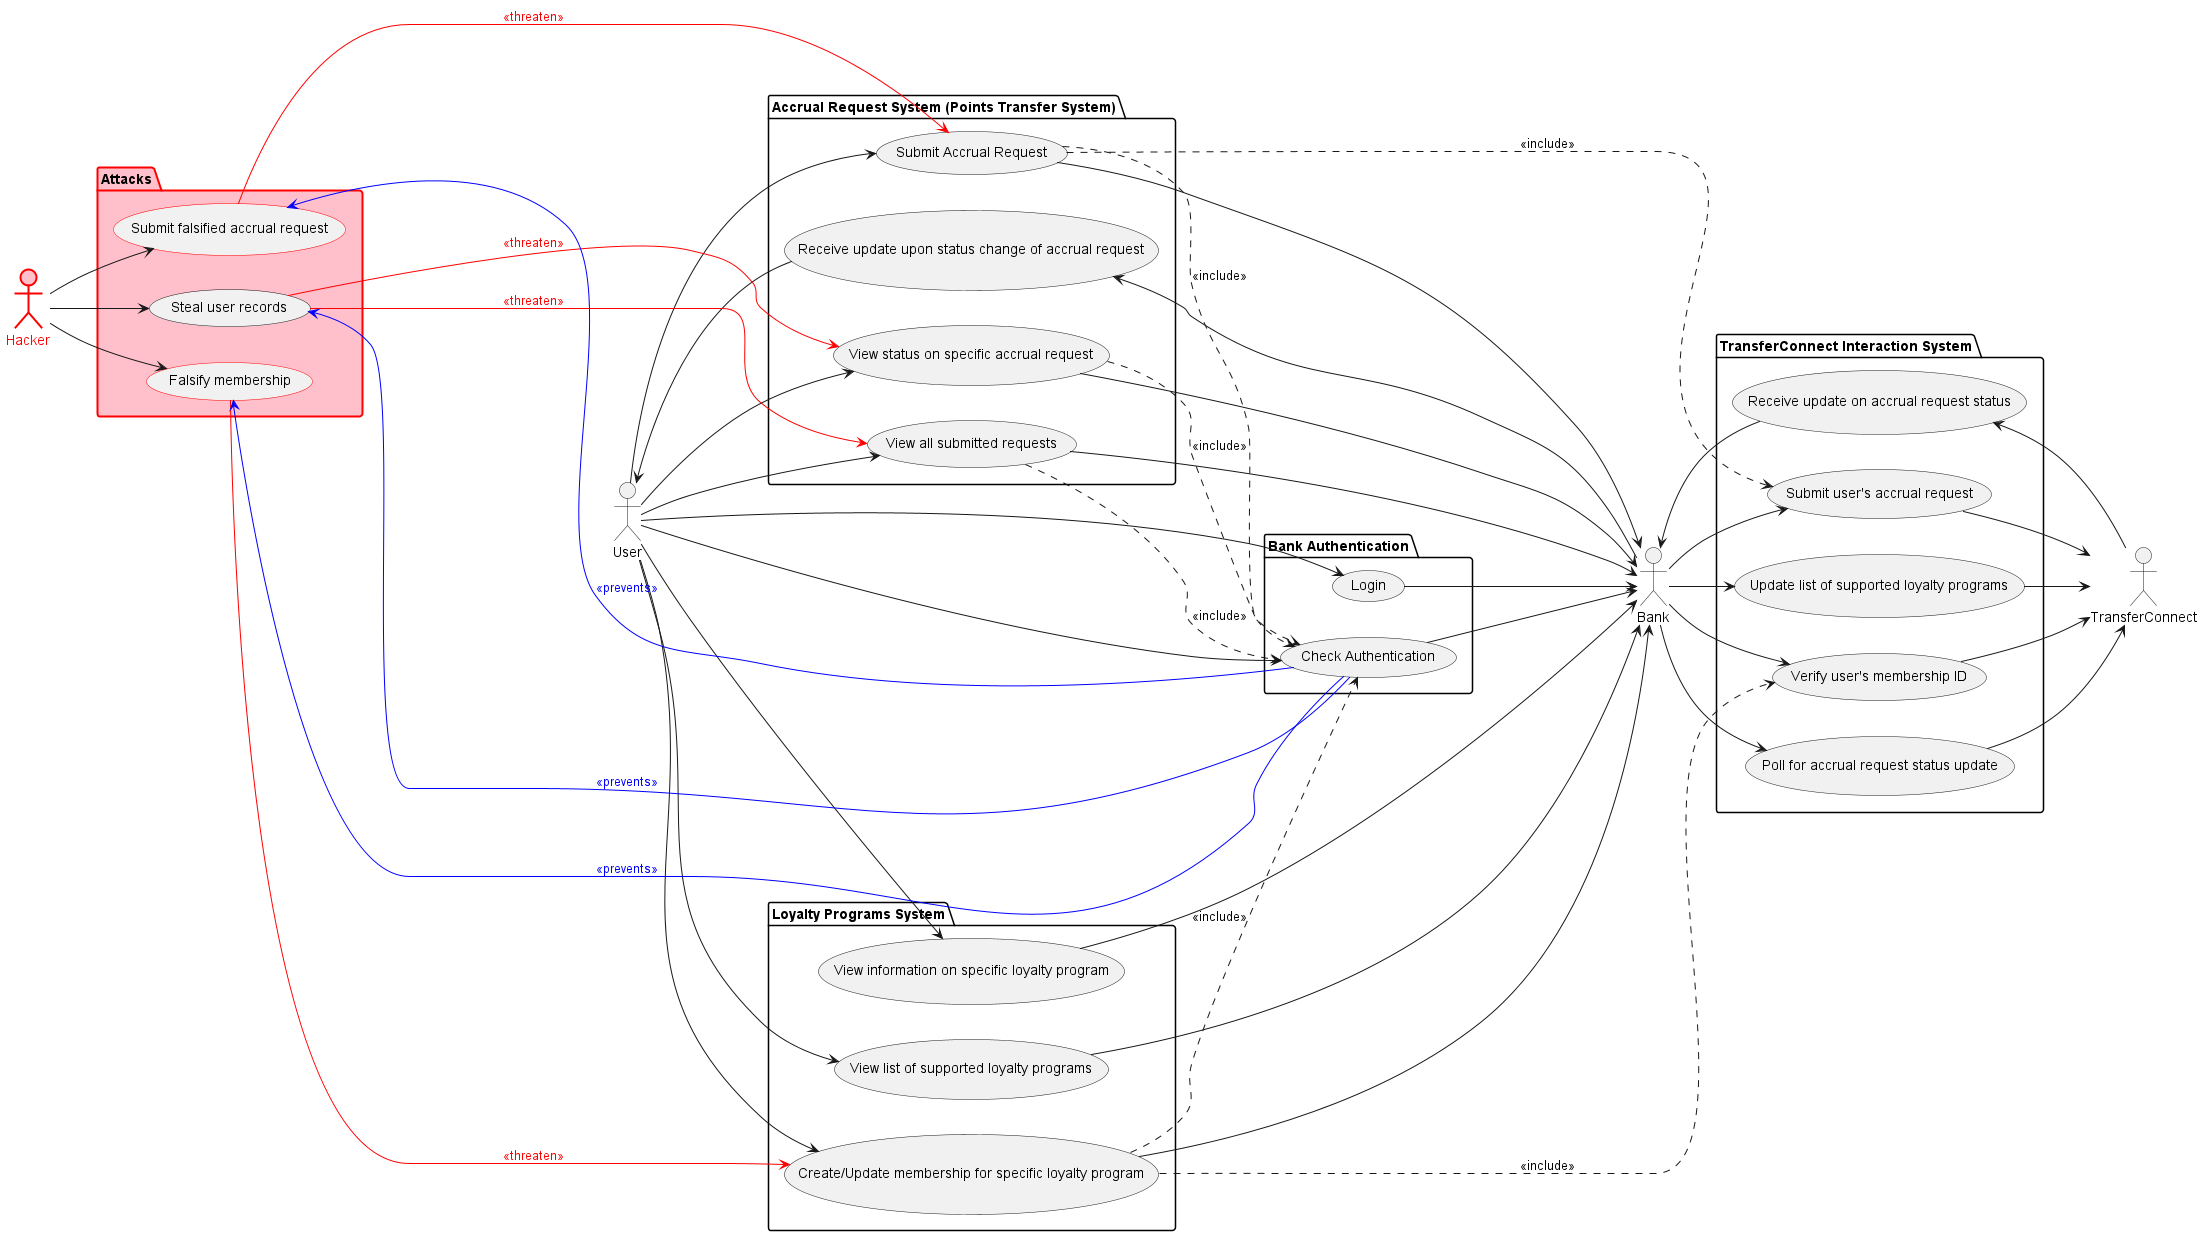 «threaten»
Accrual Request System (Points Transfer System)
Submit Accrual Request
«include»
Attacks
Submit falsified accrual request
«threaten»
Receive update upon status change of accrual request
«include»
Steal user records
«threaten»
Hacker
View status on specific accrual request
TransferConnect Interaction System
Falsify membership
Receive update on accrual request status
View all submitted requests
«include»
Submit user's accrual request
User
Bank Authentication
«prevents»
Login
Update list of supported loyalty programs
«include»
Bank
TransferConnect
Check Authentication
Verify user's membership ID
Poll for accrual request status update
«prevents»
«prevents»
Loyalty Programs System
«include»
View information on specific loyalty program
View list of supported loyalty programs
«threaten»
Create/Update membership for specific loyalty program
«include»